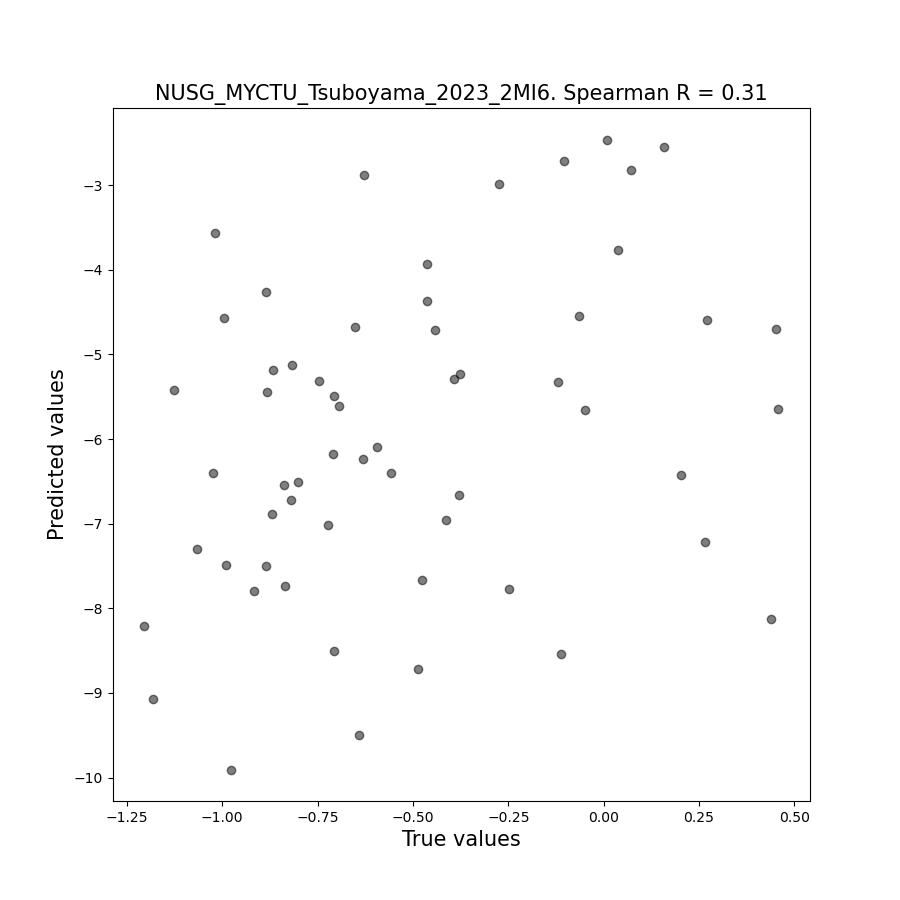 NUSG_MYCTU_Tsuboyama_2023_2MI6. Spearman R = 0.31
Predicted values
−3
−4
−5
−6
−7
−8
−9
−10
−1.25 −1.00 −0.75 −0.50 −0.25 0.00 0.25 0.50
True values